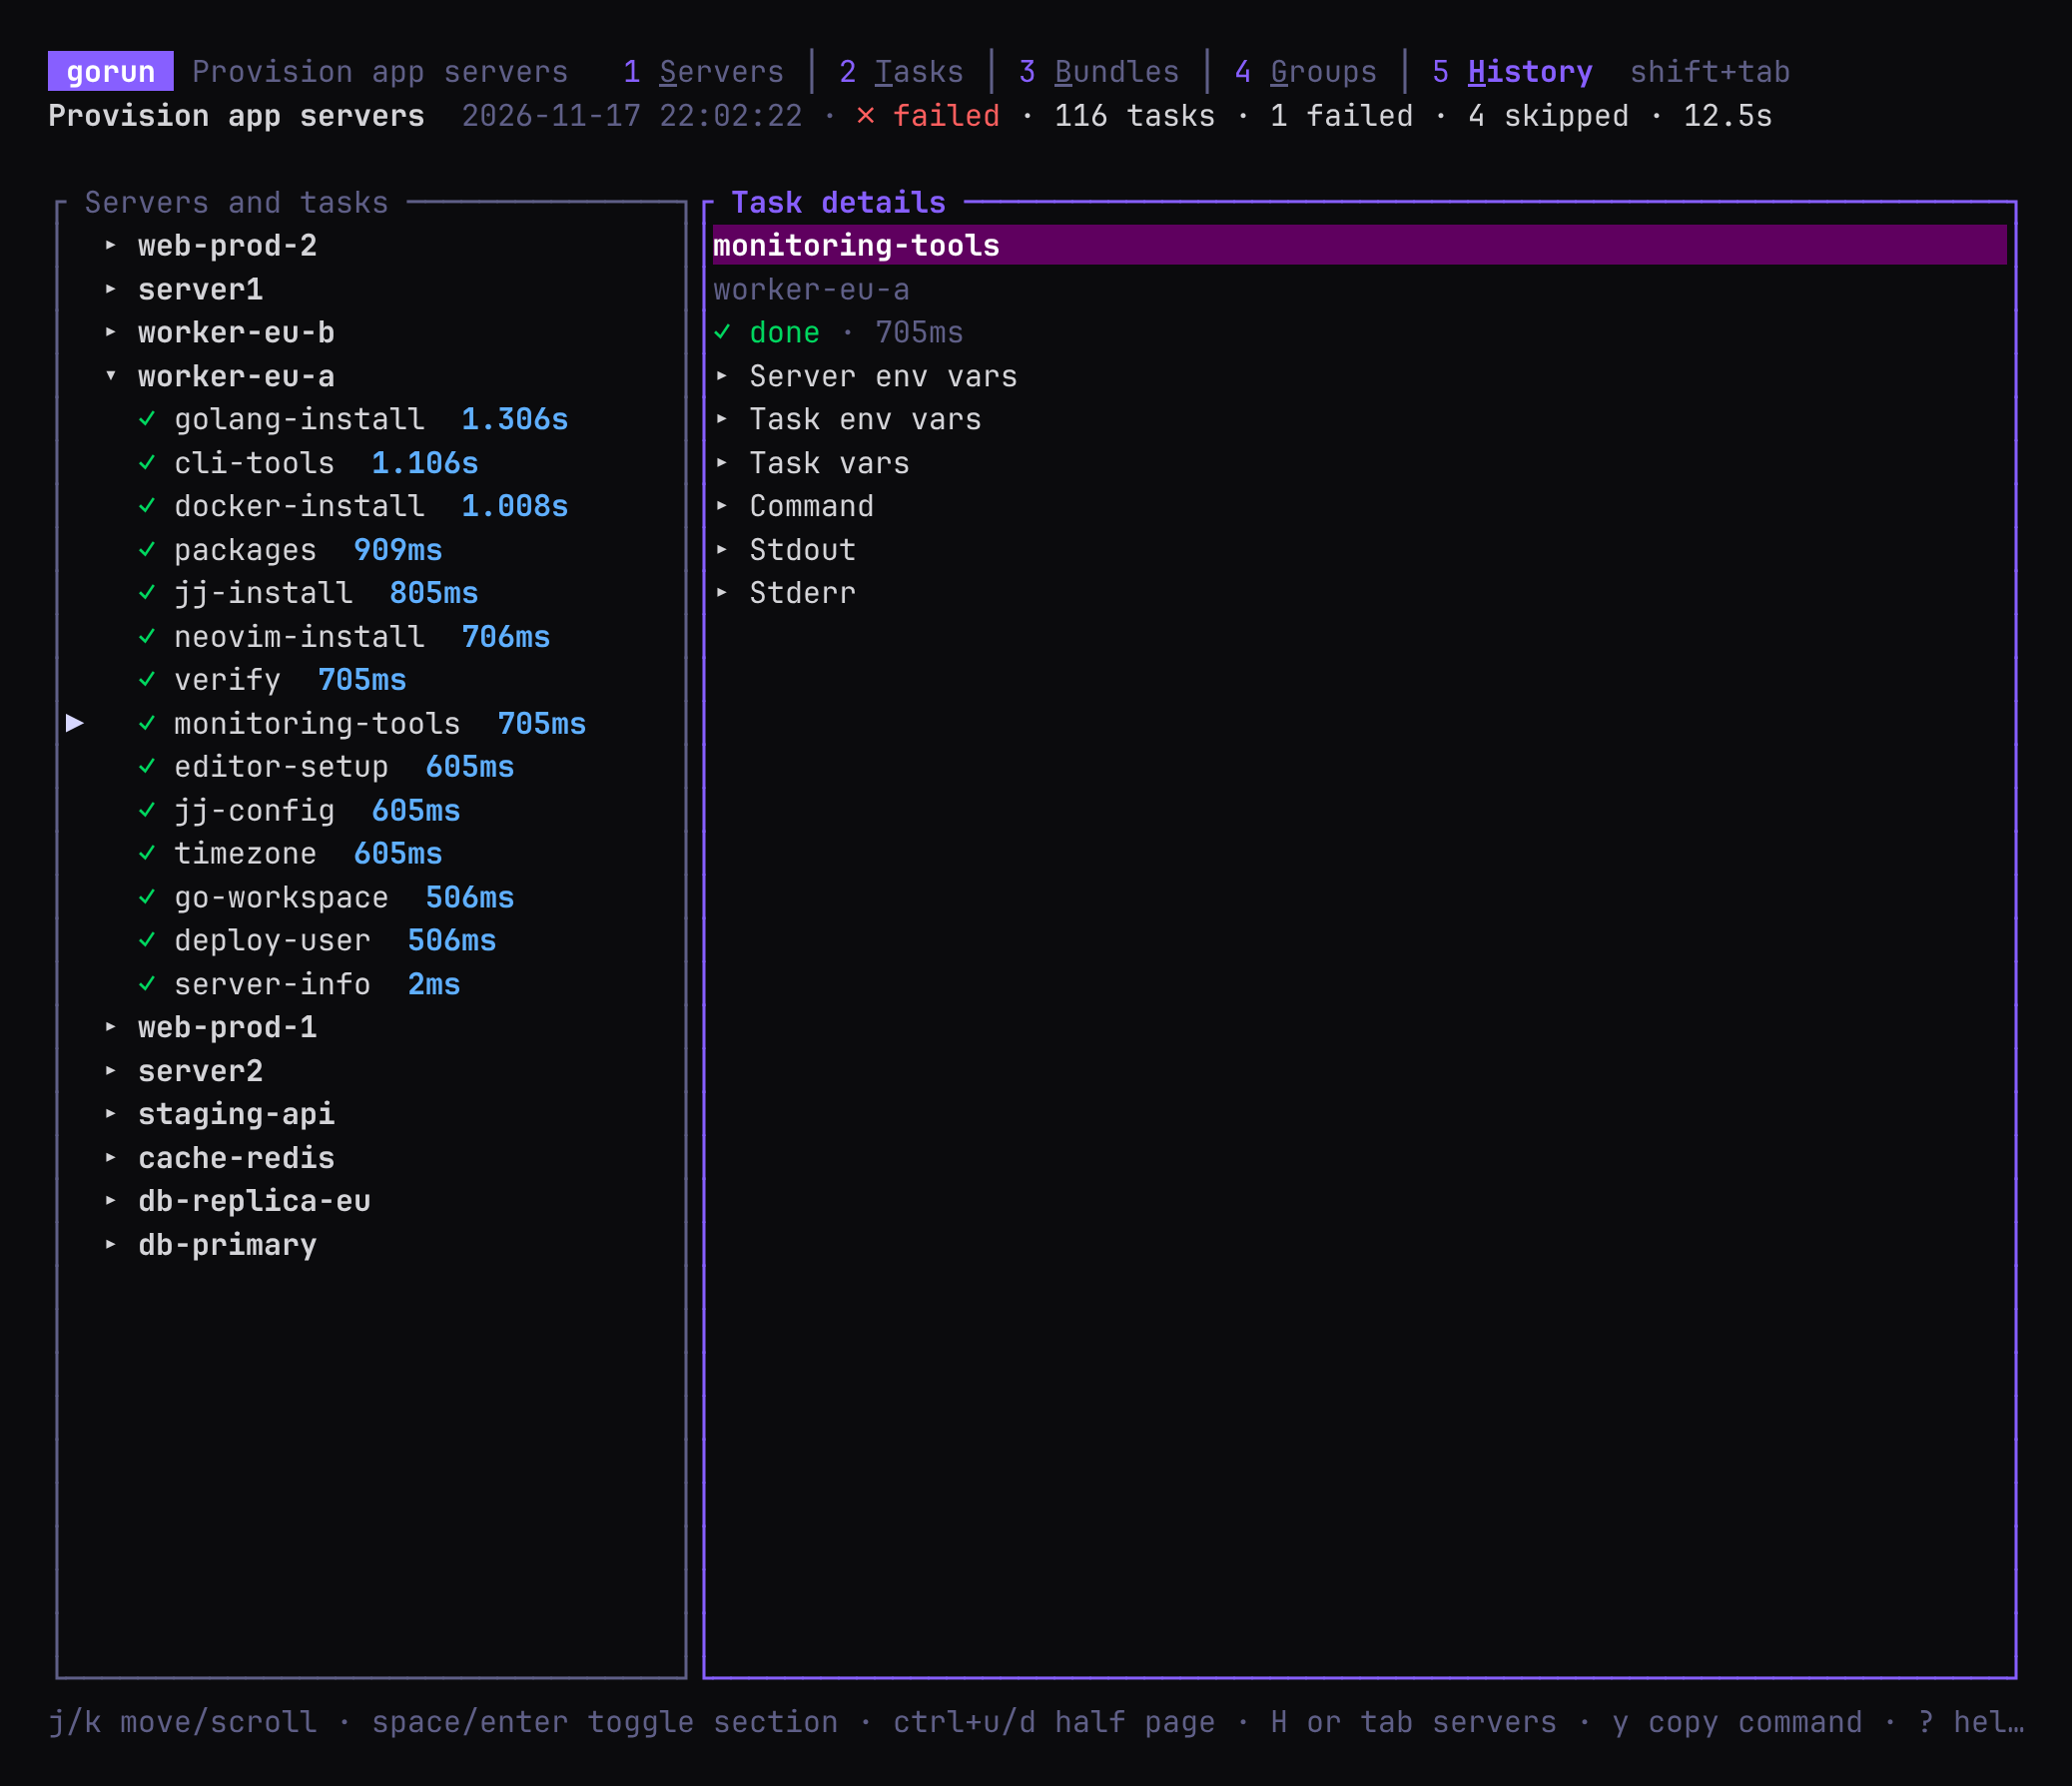 gorun Provision app servers 1 Servers │ 2 Tasks │ 3 Bundles │ 4 Groups │ 5 History shift+tab
Provision app servers 2026-11-17 22:02:22 · ✕ failed · 116 tasks · 1 failed · 4 skipped · 12.5s
Servers and tasks
▸ web-prod-2
▸ server1
▸ worker-eu-b
▾ worker-eu-a
✓ golang-install 1.306s
✓ cli-tools 1.106s
✓ docker-install 1.008s
✓ packages 909ms
✓ jj-install 805ms
✓ neovim-install 706ms
✓ verify 705ms
▶ ✓ monitoring-tools 705ms
✓ editor-setup 605ms
✓ jj-config 605ms
✓ timezone 605ms
✓ go-workspace 506ms
✓ deploy-user 506ms
✓ server-info 2ms
▸ web-prod-1
▸ server2
▸ staging-api
▸ cache-redis
▸ db-replica-eu
▸ db-primary
Task details
monitoring-tools
worker-eu-a
✓ done · 705ms
▸ Server env vars
▸ Task env vars
▸ Task vars
▸ Command
▸ Stdout
▸ Stderr
j/k move/scroll · space/enter toggle section · ctrl+u/d half page · H or tab servers · y copy command · ? hel…